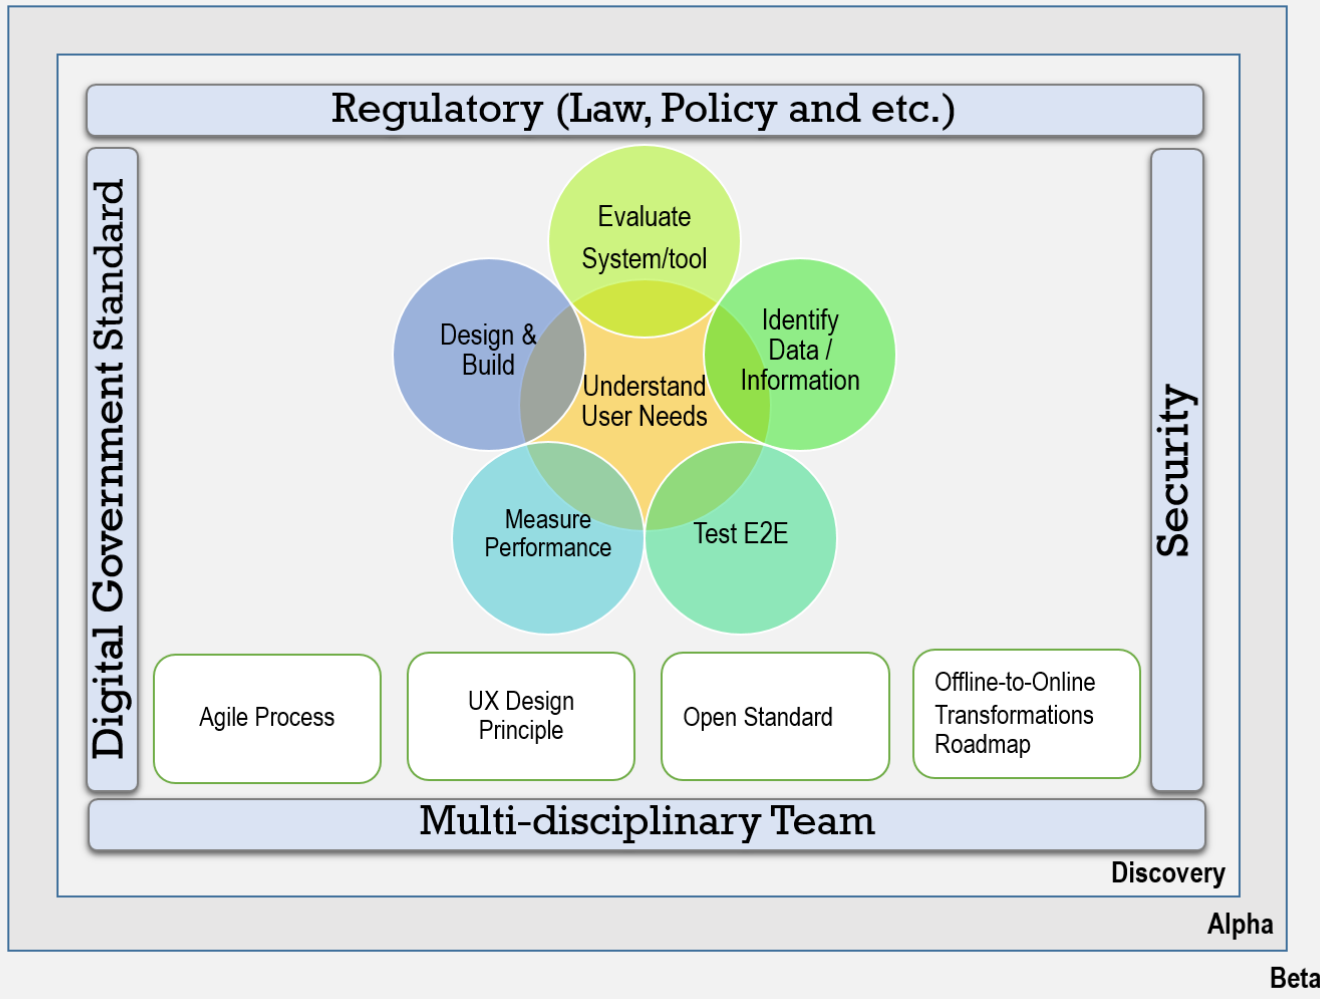 Regulatory (Law, Policy and etc.)
Digital Government Standard
Evaluate
System/tool
Design &
Build
Identify
Data /
Information
Understand
User Needs
Measure
Performance
Test E2E
Security
Agile Process
UX Design
Principle
Open Standard
Offline-to-Online
Transformations
Roadmap
Multi-disciplinary Team
Discovery
Alpha
Beta